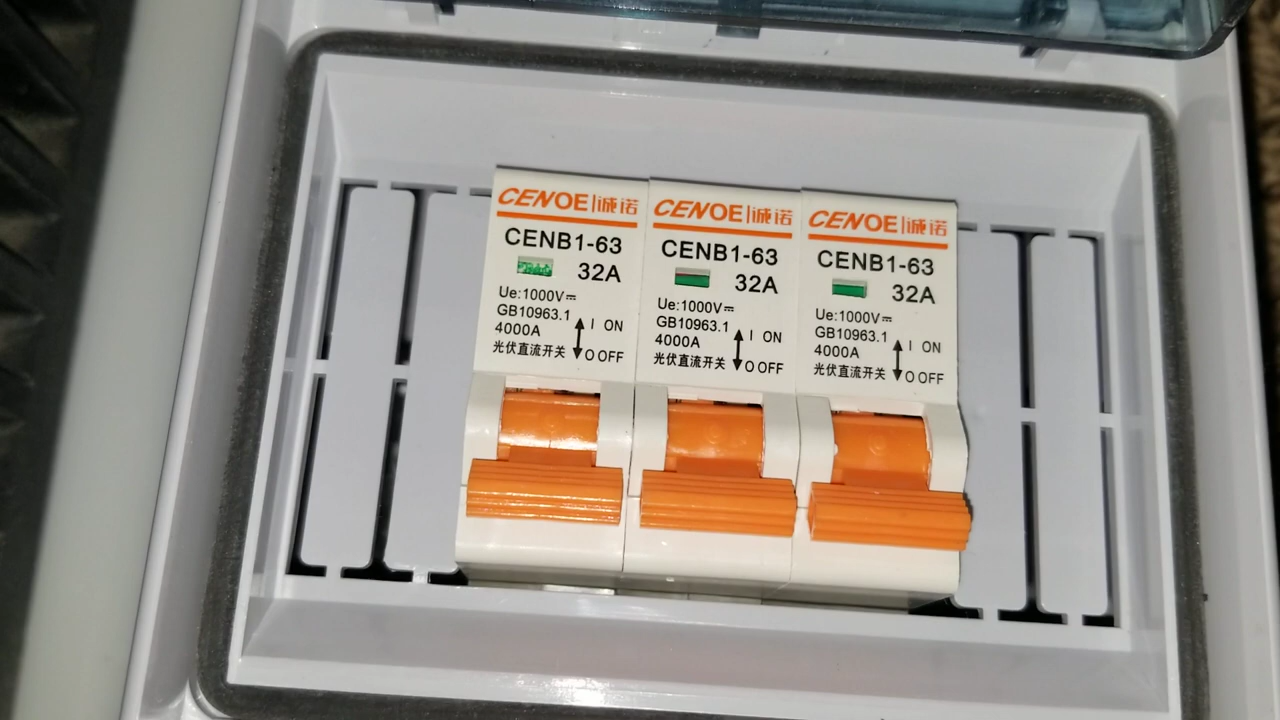 CENOE|诚诺
CENB1-63
32A
Ue:1000V⎓
GB10963.1
4000A
I ON
光伏直流开关
O OFF
CENOE|诚诺
CENB1-63
32A
Ue:1000V⎓
GB10963.1
4000A
I ON
光伏直流开关
O OFF
CENOE|诚诺
CENB1-63
32A
Ue:1000V⎓
GB10963.1
4000A
I ON
光伏直流开关
O OFF